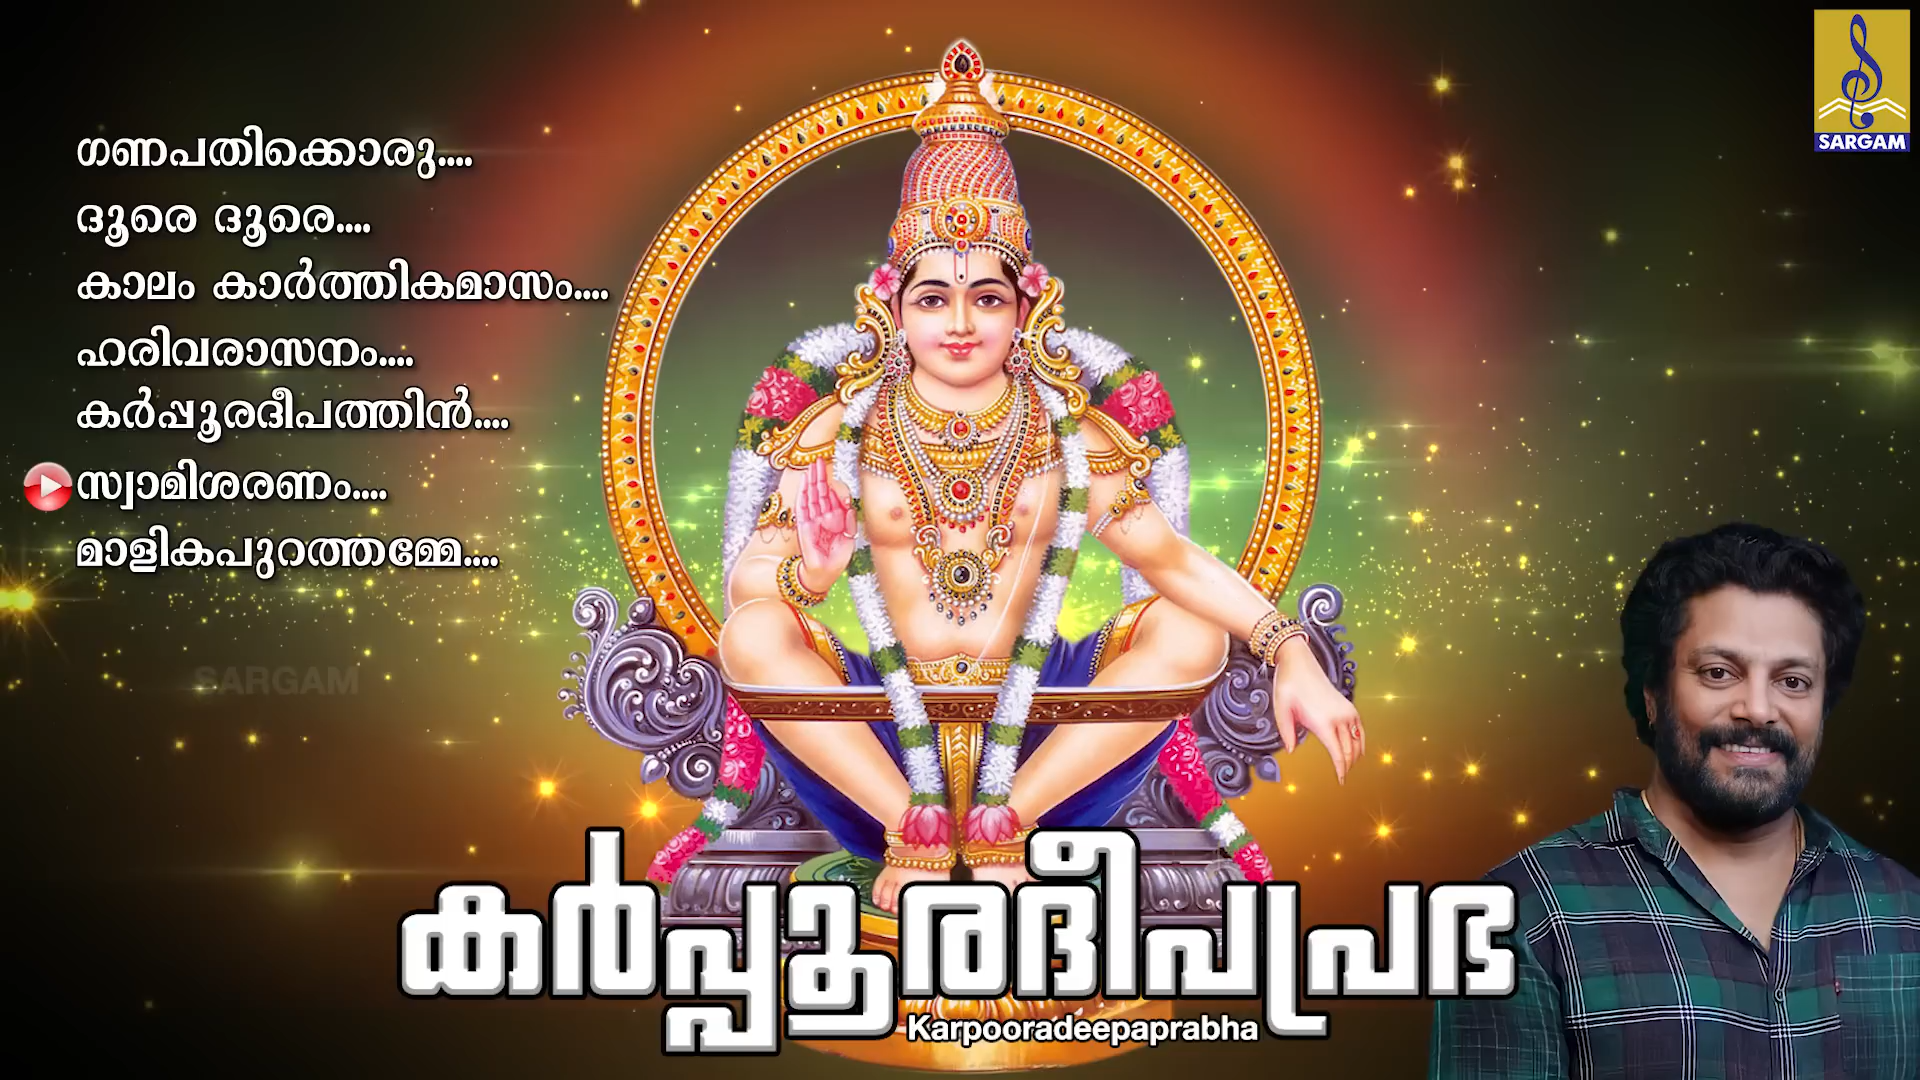 SARGAM
ഗണപതിക്കൊരു....
ദൂരെ ദൂരെ....
കാലം കാർത്തികമാസം....
ഹരിവരാസനം....
കർപ്പൂരദീപത്തിൻ....
സ്വാമിശരണം....
മാളികപുറത്തമ്മേ....
SARGAM
കർപ്പൂരദീപപ്രഭ
Karpooradeepaprabha